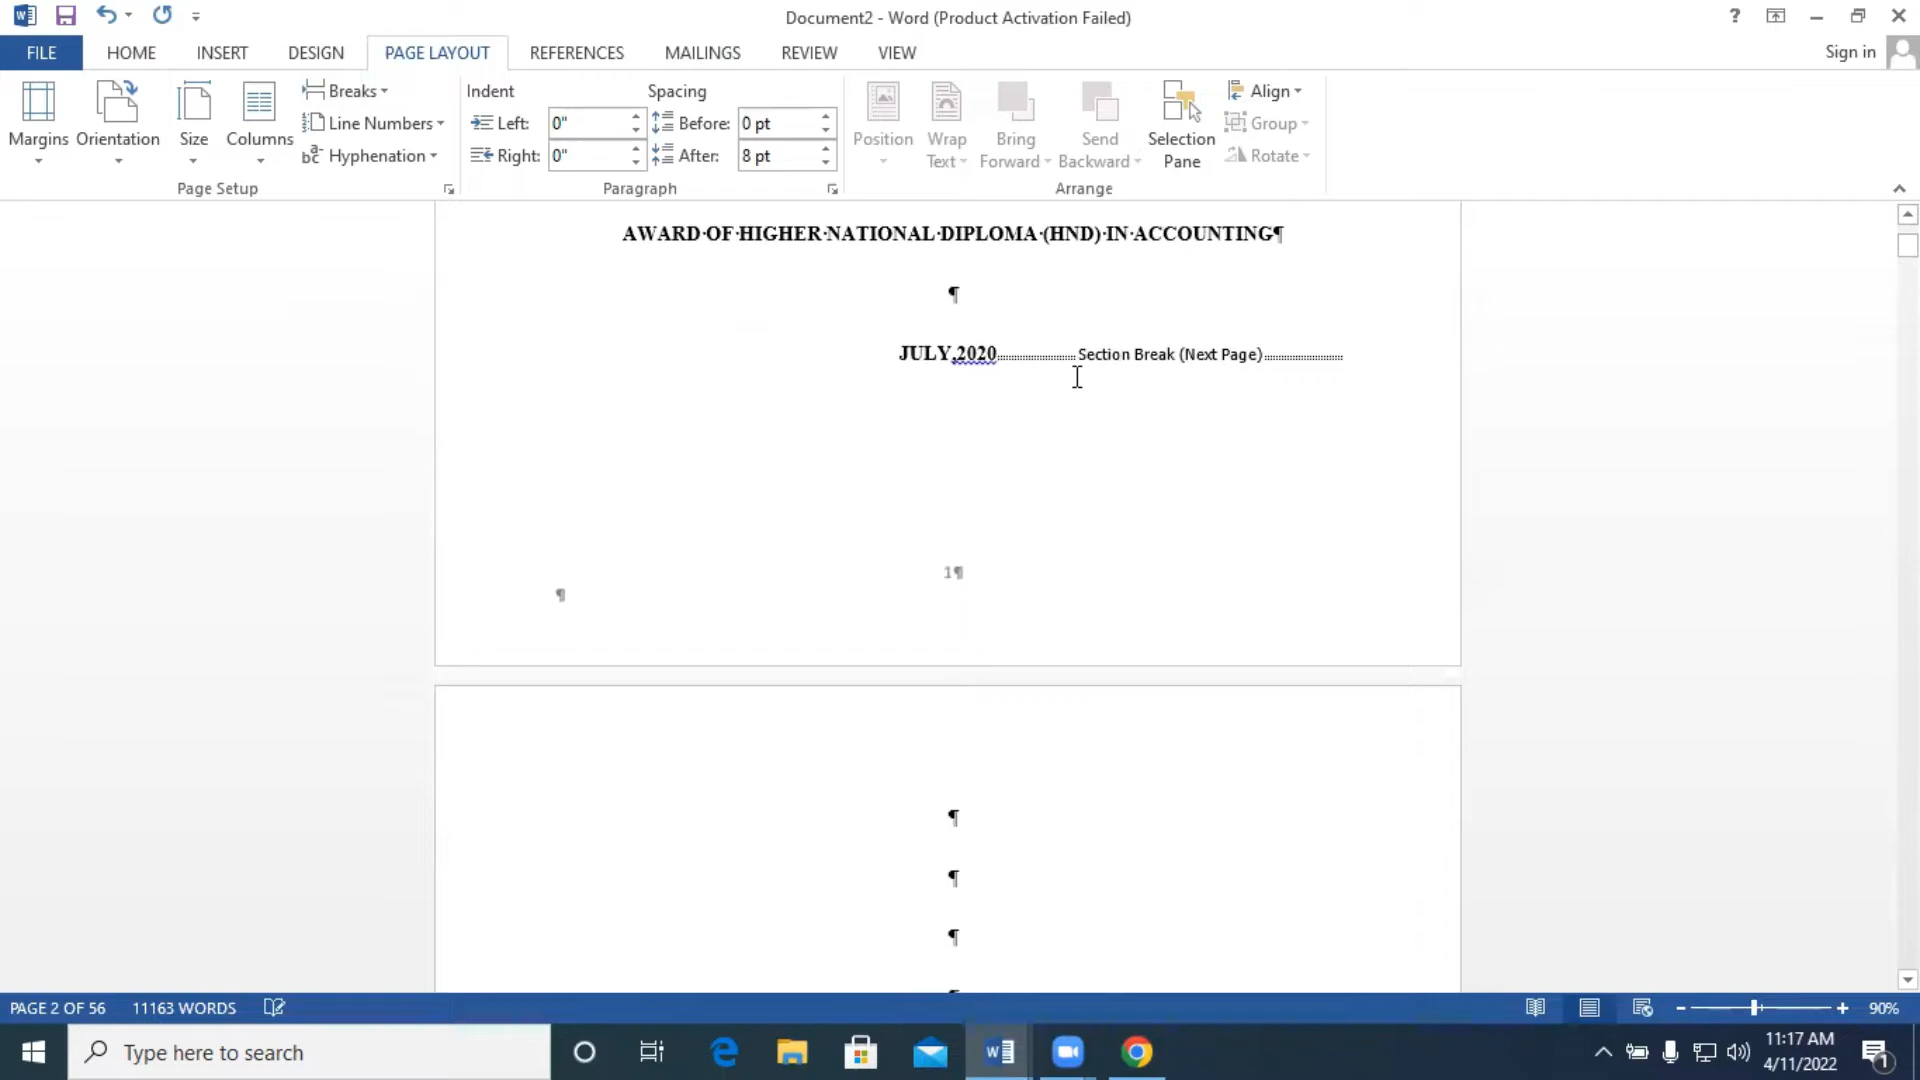 Document2 - Word (Product Activation Failed)
?
FILE
HOME
INSERT
DESIGN
PAGE LAYOUT
REFERENCES
MAILINGS
REVIEW
VIEW
Sign in
Margins
Orientation
Size
Columns
Breaks
Line Numbers
Hyphenation
Page Setup
Indent
Left: 0"
Right: 0"
Spacing
Before: 0 pt
After: 8 pt
Paragraph
Position
Wrap
Text
Bring
Forward
Send
Backward
Selection
Pane
Align
Group
Rotate
Arrange
AWARD·OF·HIGHER·NATIONAL·DIPLOMA·(HND)·IN·ACCOUNTING¶
¶
JULY,2020 Section Break (Next Page)
1¶
¶
¶
¶
¶
PAGE 2 OF 56
11163 WORDS
90%
Type here to search
11:17 AM
4/11/2022
1